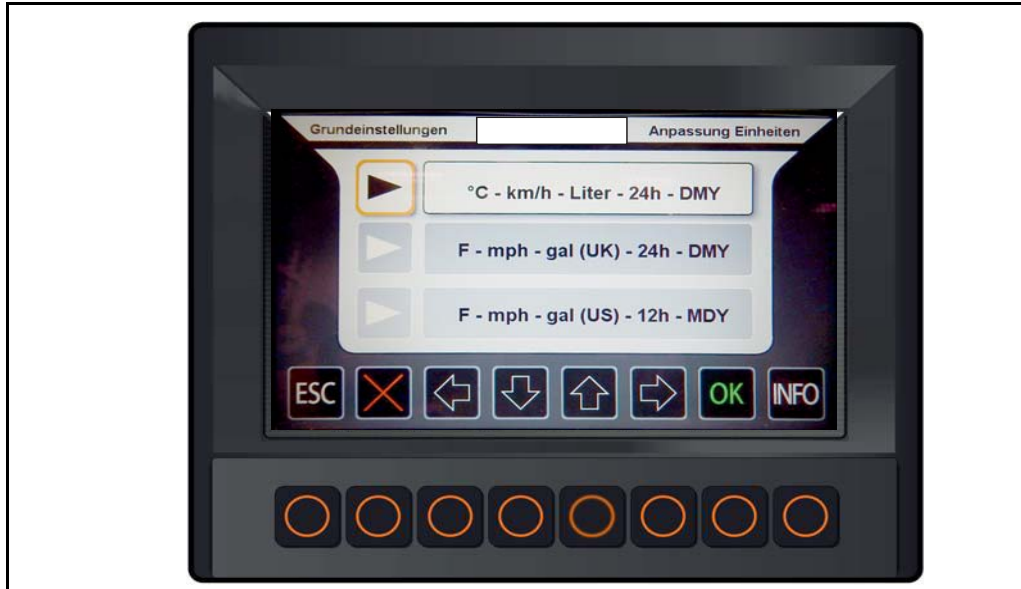 Grundeinstellungen
Anpassung Einheiten
°C - km/h - Liter - 24h - DMY
F - mph - gal (UK) - 24h - DMY
F - mph - gal (US) - 12h - MDY
ESC
OK
INFO